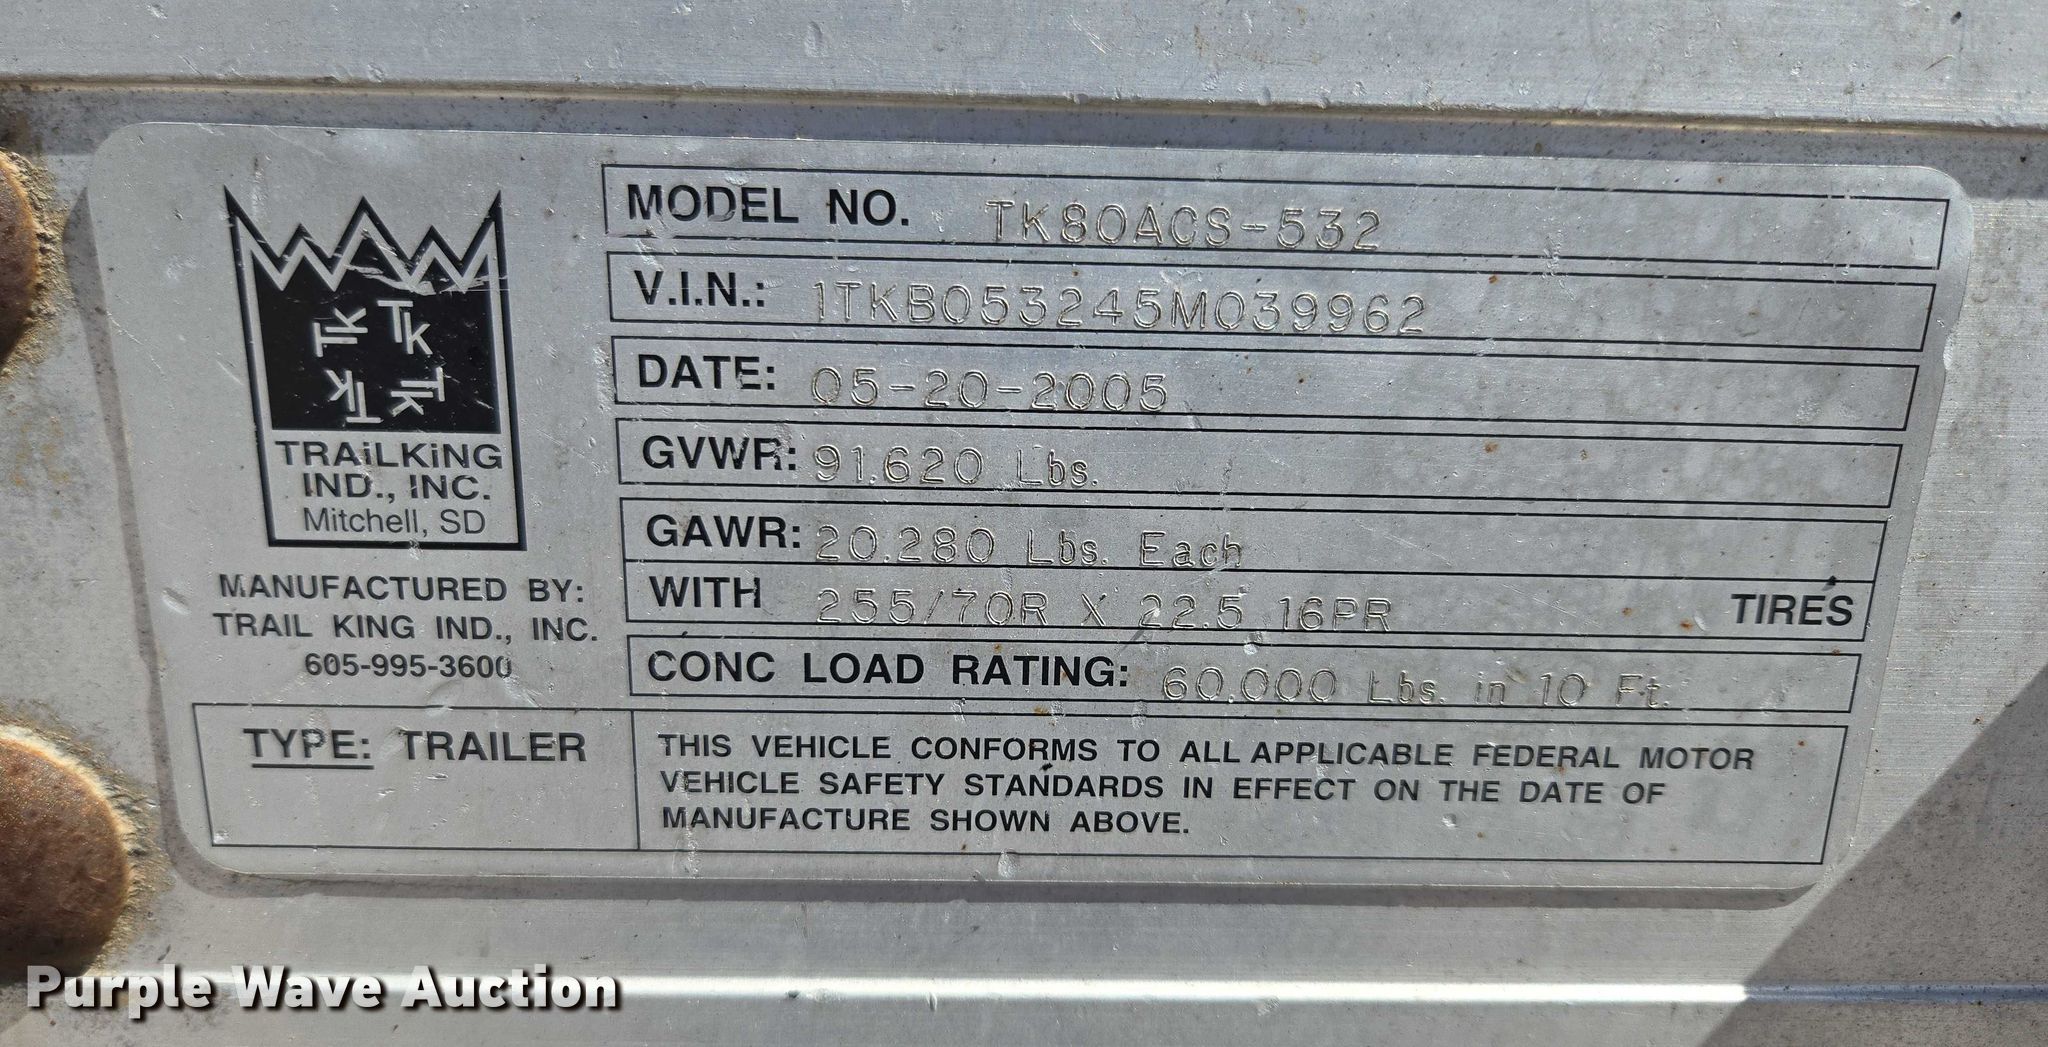 TK
TK
TK
TK
TRAiLKiNG
IND., INC.
Mitchell, SD
MANUFACTURED BY:
TRAIL KING IND., INC.
605-995-3600
MODEL NO. TK80ACS-532
V.I.N.: 1TKB053245M039962
DATE: 05-20-2005
GVWR: 91.620 Lbs.
GAWR: 20.280 Lbs. Each
WITH 255/70R X 22.5 16PR TIRES
CONC LOAD RATING: 60.000 Lbs. in 10 Ft.
TYPE: TRAILER
THIS VEHICLE CONFORMS TO ALL APPLICABLE FEDERAL MOTOR
VEHICLE SAFETY STANDARDS IN EFFECT ON THE DATE OF
MANUFACTURE SHOWN ABOVE.
Purple Wave Auction